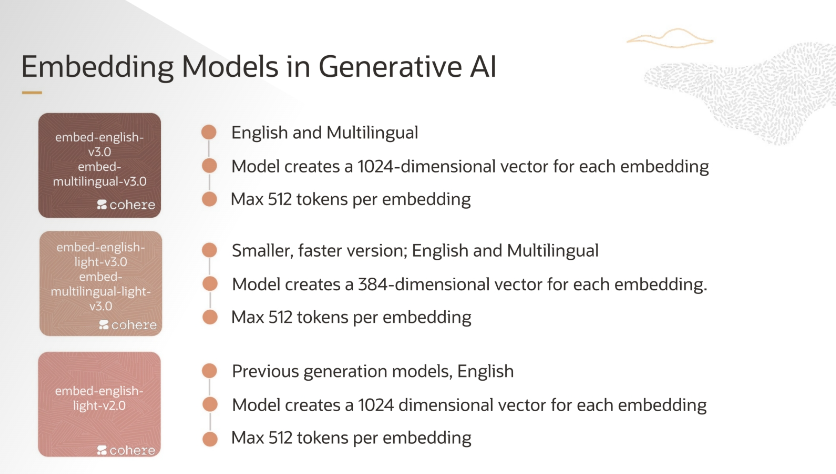 Embedding Models in Generative AI
embed-english-
v3.0
embed-
multilingual-v3.0
cohere
English and Multilingual
Model creates a 1024-dimensional vector for each embedding
Max 512 tokens per embedding
embed-english-
light-v3.0
embed-
multilingual-light-
v3.0
cohere
Smaller, faster version; English and Multilingual
Model creates a 384-dimensional vector for each embedding.
Max 512 tokens per embedding
embed-english-
light-v2.0
cohere
Previous generation models, English
Model creates a 1024 dimensional vector for each embedding
Max 512 tokens per embedding